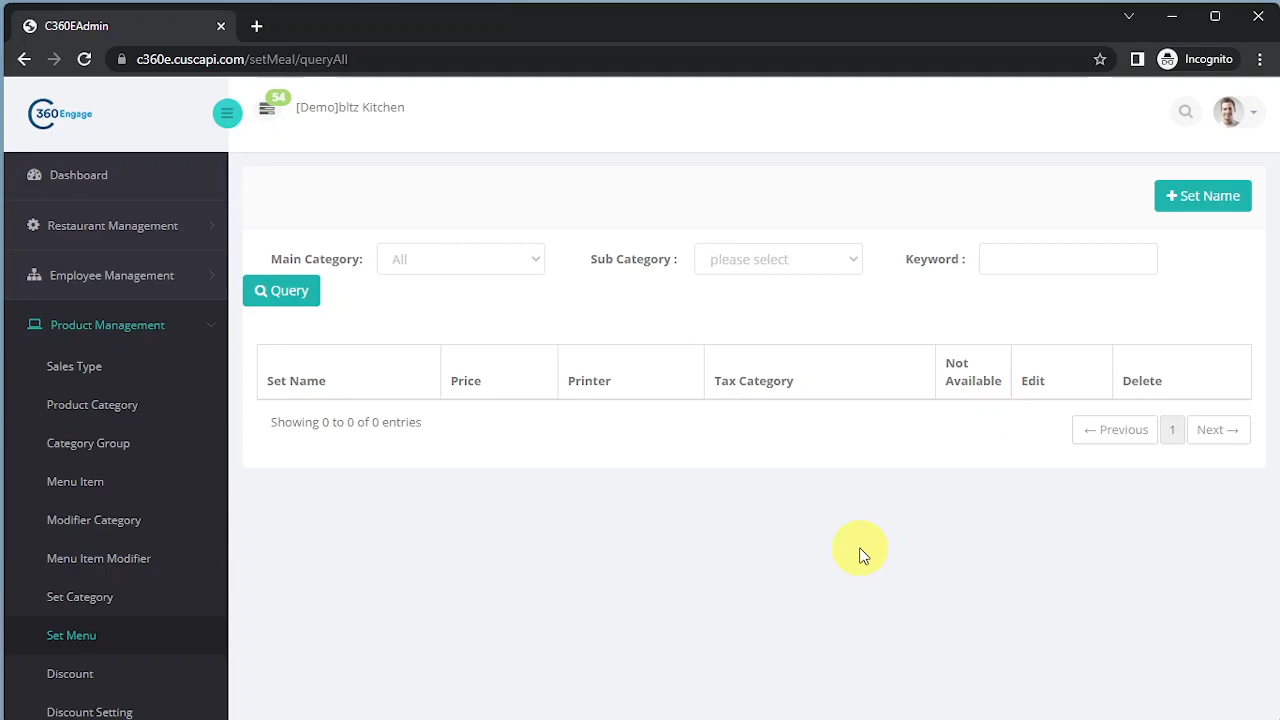 C360EAdmin
c360e.cuscapi.com/setMeal/queryAll
Incognito
360 Engage
54
[Demo]bltz Kitchen
Dashboard
Restaurant Management
Employee Management
Product Management
Sales Type
Product Category
Category Group
Menu Item
Modifier Category
Menu Item Modifier
Set Category
Set Menu
Discount
Discount Setting
+ Set Name
Main Category: All
Sub Category : please select
Keyword :
Query
Set Name Price Printer Tax Category Not Available Edit Delete
Showing 0 to 0 of 0 entries
← Previous 1 Next →